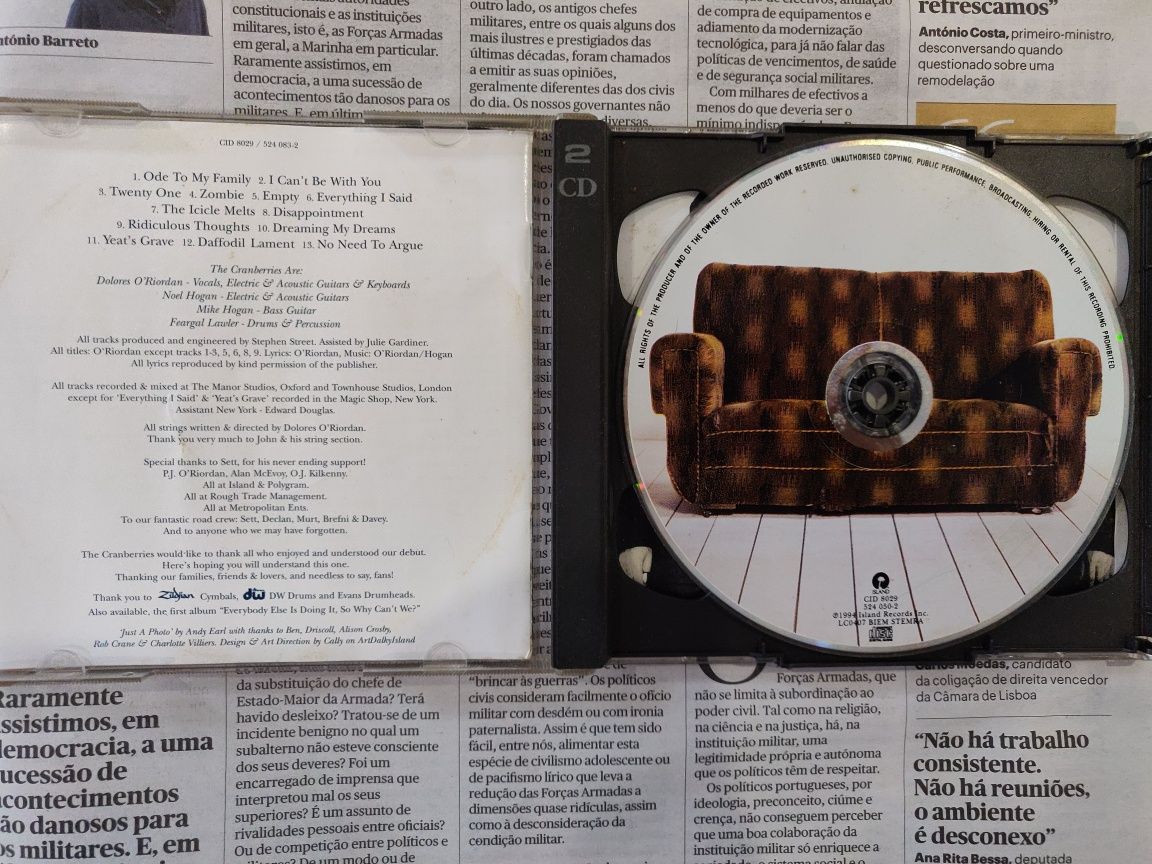 António Barreto
constitucionais e as instituições
militares, isto é, as Forças Armadas
em geral, a Marinha em particular.
Raramente assistimos, em
democracia, a uma sucessão de
acontecimentos tão danosos para os
militares. E, em últim
outro lado, os antigos chefes
militares, entre os quais alguns dos
mais ilustres e prestigiados das
últimas décadas, foram chamados
a emitir as suas opiniões,
geralmente diferentes das dos civis
do dia. Os nossos governantes não
diversas.
de compra de equipamentos e
adiamento da modernização
tecnológica, para já não falar das
políticas de vencimentos, de saúde
e de segurança social militares.
Com milhares de efectivos a
menos do que deveria ser o
mínimo
refrescamos”
António Costa, primeiro-ministro,
desconversando quando
questionado sobre uma
remodelação
CID 8029 / 524 083-2
1. Ode To My Family 2. I Can't Be With You
3. Twenty One 4. Zombie 5. Empty 6. Everything I Said
7. The Icicle Melts 8. Disappointment
9. Ridiculous Thoughts 10. Dreaming My Dreams
11. Yeat's Grave 12. Daffodil Lament 13. No Need To Argue
The Cranberries Are:
Dolores O'Riordan - Vocals, Electric & Acoustic Guitars & Keyboards
Noel Hogan - Electric & Acoustic Guitars
Mike Hogan - Bass Guitar
Feargal Lawler - Drums & Percussion
All tracks produced and engineered by Stephen Street. Assisted by Julie Gardiner.
All titles: O'Riordan except tracks 1-3, 5, 6, 8, 9. Lyrics: O'Riordan, Music: O'Riordan/Hogan
All lyrics reproduced by kind permission of the publisher.
All tracks recorded & mixed at The Manor Studios, Oxford and Townhouse Studios, London
except for 'Everything I Said' & 'Yeat's Grave' recorded in the Magic Shop, New York.
Assistant New York - Edward Douglas.
All strings written & directed by Dolores O'Riordan.
Thank you very much to John & his string section.
Special thanks to Sett, for his never ending support!
P.J. O'Riordan, Alan McEvoy, O.J. Kilkenny.
All at Island & Polygram.
All at Rough Trade Management.
All at Metropolitan Ents.
To our fantastic road crew: Sett, Declan, Murt, Brefni & Davey.
And to anyone who we may have forgotten.
The Cranberries would like to thank all who enjoyed and understood our debut.
Here's hoping you will understand this one.
Thanking our families, friends & lovers, and needless to say, fans!
Thank you to Zildjian Cymbals, dw DW Drums and Evans Drumheads.
Also available, the first album “Everybody Else Is Doing It, So Why Can't We?”
'Just A Photo' by Andy Earl with thanks to Ben, Driscoll, Alison Crosby,
Rob Crane & Charlotte Villiers. Design & Art Direction by Cally on ArtDalkyIsland
2
CD
ALL RIGHTS OF THE PRODUCER AND OF THE OWNER OF THE RECORDED WORK RESERVED. UNAUTHORISED COPYING, PUBLIC PERFORMANCE, BROADCASTING, HIRING OR RENTAL OF THIS RECORDING PROHIBITED.
ISLAND
CID 8029
524 050-2
℗1994 Island Records Inc.
LC0407 BIEM STEMRA
Raramente
assistimos, em
democracia, a uma
sucessão de
acontecimentos
tão danosos para
os militares. E, em
da substituição do chefe de
Estado-Maior da Armada? Terá
havido desleixo? Tratou-se de um
incidente benigno no qual um
subalterno não esteve consciente
dos seus deveres? Foi um
encarregado de imprensa que
interpretou mal os seus
superiores? É um assunto de
rivalidades pessoais entre oficiais?
Ou de competição entre políticos e
militares? De um modo ou de
“brincar às guerras”. Os políticos
civis consideram facilmente o ofício
militar com desdém ou com ironia
paternalista. Assim é que tem sido
fácil, entre nós, alimentar esta
espécie de civilismo adolescente ou
de pacifismo lírico que leva a
redução das Forças Armadas a
dimensões quase ridículas, assim
como à desconsideração da
condição militar.
Forças Armadas, que
não se limita à subordinação ao
poder civil. Tal como na religião,
na ciência e na justiça, há, na
instituição militar, uma
legitimidade própria e autónoma
que os políticos têm de respeitar.
Os políticos portugueses, por
ideologia, preconceito, ciúme e
crença, não conseguem perceber
que uma boa colaboração da
instituição militar só enriquece a
Carlos Moedas, candidato
da coligação de direita vencedor
da Câmara de Lisboa
“Não há trabalho
consistente.
Não há reuniões,
o ambiente
é desconexo”
Ana Rita Bessa, deputada